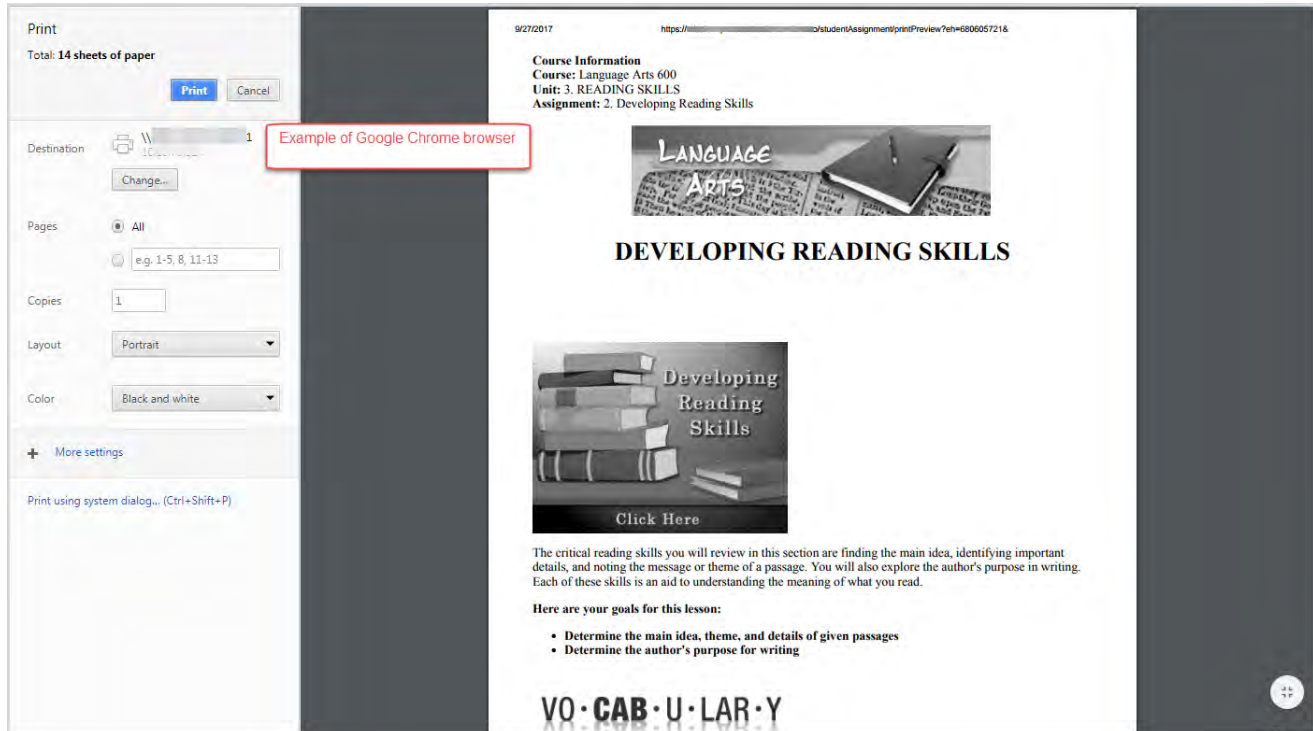 Print
Total: 14 sheets of paper
Print Cancel
Destination \\ 1
Change...
Pages All
e.g. 1-5, 8, 11-13
Copies 1
Layout Portrait
Color Black and white
+ More settings
Print using system dialog... (Ctrl+Shift+P)
Example of Google Chrome browser
9/27/2017 https:// /studentAssignment/printPreview?eh=680605721&
Course Information
Course: Language Arts 600
Unit: 3. READING SKILLS
Assignment: 2. Developing Reading Skills
LANGUAGE
ARTS
DEVELOPING READING SKILLS
Developing
Reading
Skills
Click Here
The critical reading skills you will review in this section are finding the main idea, identifying important
details, and noting the message or theme of a passage. You will also explore the author's purpose in writing.
Each of these skills is an aid to understanding the meaning of what you read.
Here are your goals for this lesson:
• Determine the main idea, theme, and details of given passages
• Determine the author's purpose for writing
VO·CAB·U·LAR·Y